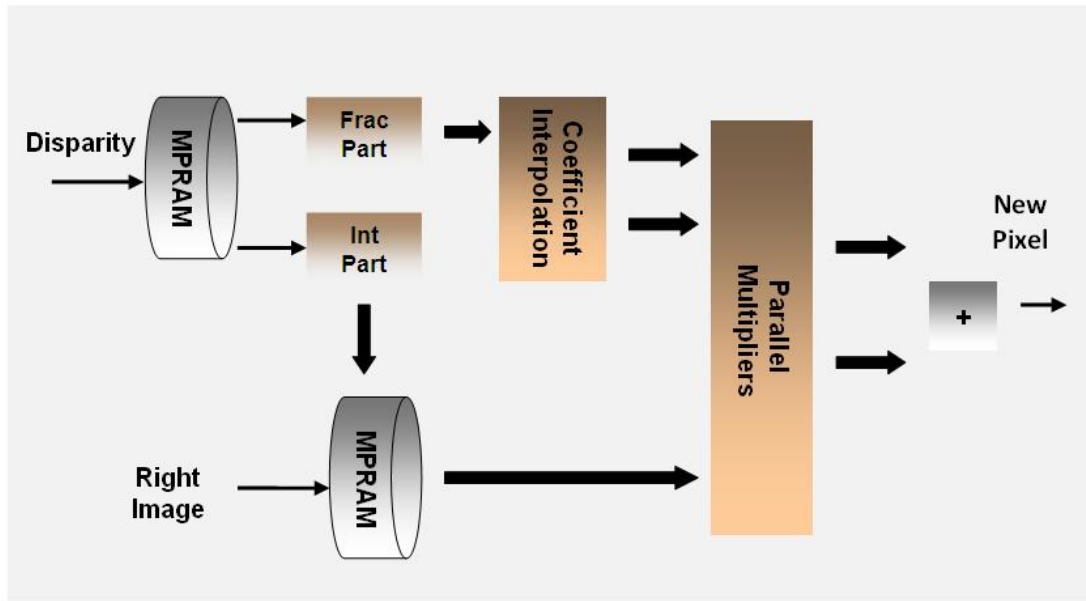 Disparity
MPRAM
Frac
Part
Int
Part
Coefficient
Interpolation
Parallel
Multipliers
New
Pixel
+
Right
Image
MPRAM